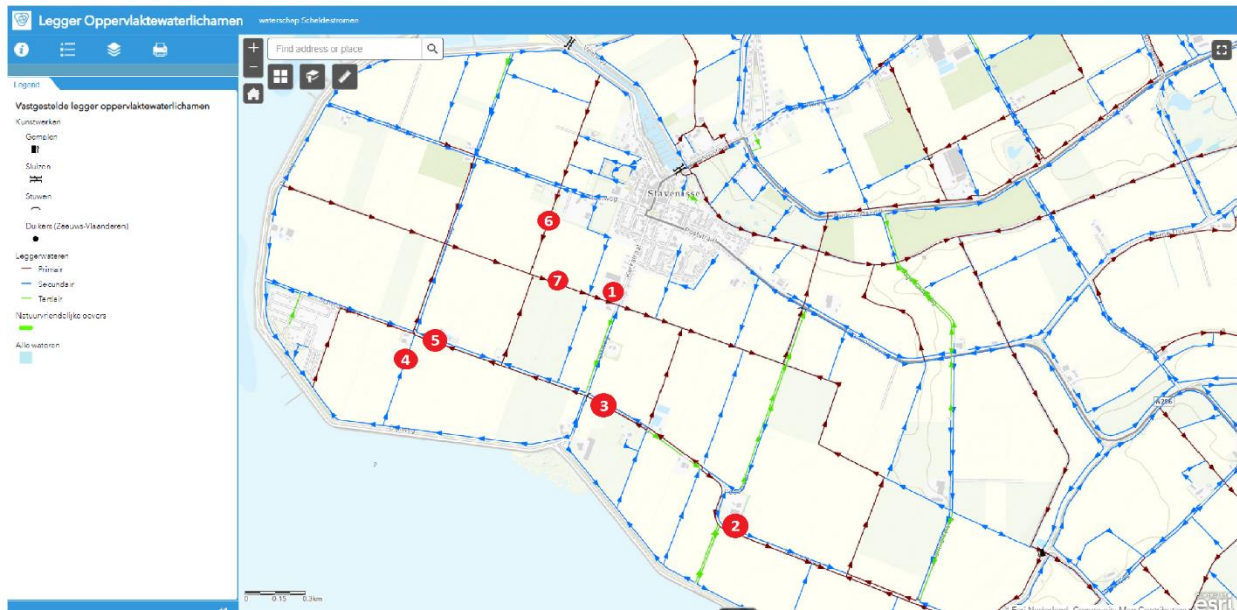 Legger Oppervlaktewaterlichamen
waterschap Scheldestromen
Find address or place
Legend
Vastgestelde legger oppervlaktewaterlichamen
Kunstwerken
Gemalen
Sluizen
Stuwen
Duikers (Zeeuws-Vlaanderen)
Leggerwateren
Primair
Secundair
Tertiair
Natuurvriendelijke oevers
Alle wateren
Stavenisse
6
7
1
5
4
3
2
0 0.15 0.3km
esri